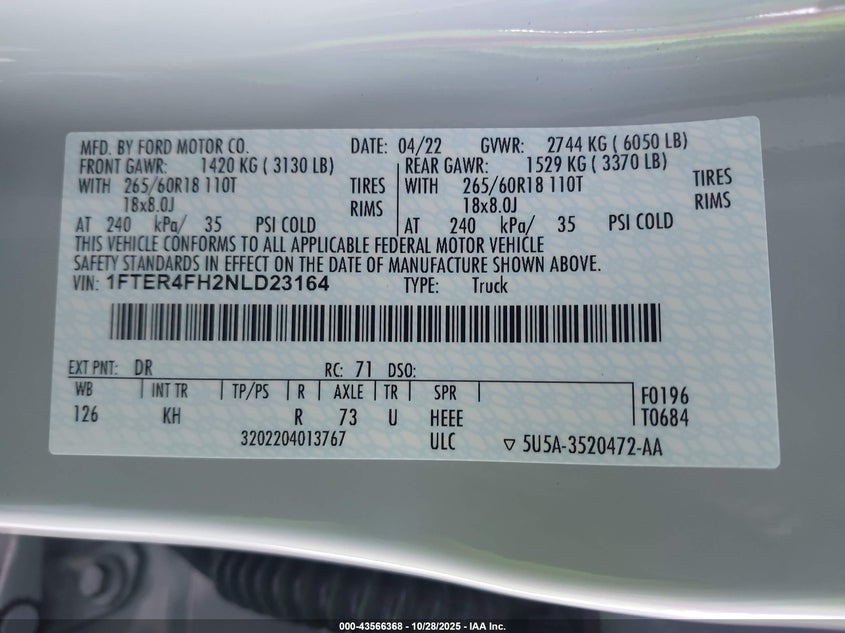 MFD. BY FORD MOTOR CO. DATE: 04/22 GVWR: 2744 KG ( 6050 LB)
FRONT GAWR: 1420 KG ( 3130 LB) REAR GAWR: 1529 KG ( 3370 LB)
WITH 265/60R18 110T TIRES WITH 265/60R18 110T TIRES
18x8.0J RIMS 18x8.0J RIMS
AT 240 kPa/ 35 PSI COLD AT 240 kPa/ 35 PSI COLD
THIS VEHICLE CONFORMS TO ALL APPLICABLE FEDERAL MOTOR VEHICLE
SAFETY STANDARDS IN EFFECT ON THE DATE OF MANUFACTURE SHOWN ABOVE.
VIN: 1FTER4FH2NLD23164 TYPE: Truck
EXT PNT: DR RC: 71 DSO:
WB INT TR TP/PS R AXLE TR SPR F0196
126 KH R 73 U HEEE T0684
3202204013767 ULC ▽ 5U5A-3520472-AA
000-43566368 - 10/28/2025 - IAA Inc.